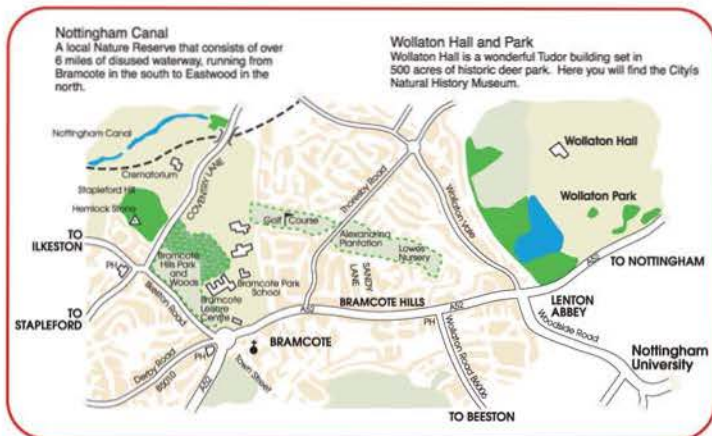 Nottingham Canal
A local Nature Reserve that consists of over
6 miles of disused waterway, running from
Bramcote in the south to Eastwood in the
north.
Wollaton Hall and Park
Wollaton Hall is a wonderful Tudor building set in
500 acres of historic deer park. Here you will find the Cityís
Natural History Museum.
Nottingham Canal
Crematorium
COVENTRY LANE
Stapleford Hill
Hemlock Stone
TO
ILKESTON
PH
TO
STAPLEFORD
Ilkeston Road
Bramcote
Hills Park
and
Woods
Bramcote Park
School
Bramcote
Leisure
Centre
Golf Course
Thoresby Road
Alexandrina
Plantation
SANDY
LANE
Lowes
Nursery
Wollaton Vale
Wollaton Hall
Wollaton Park
TO NOTTINGHAM
A52
BRAMCOTE HILLS
A52
A52
LENTON
ABBEY
Woodside Road
Nottingham
University
PH
Wollaton Road B6006
TO BEESTON
BRAMCOTE
Derby Road
B5010
PH
A52
Town Street